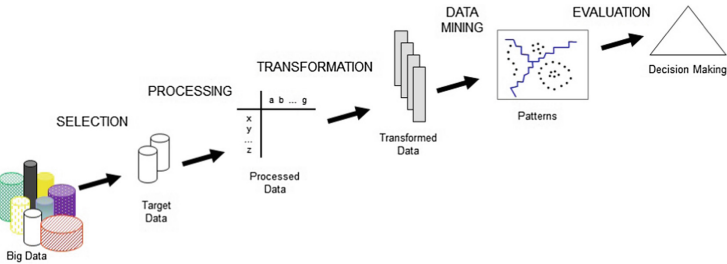 SELECTION
PROCESSING
TRANSFORMATION
DATA
MINING
EVALUATION
Big Data
Target
Data
a b ... g
x
y
...
z
Processed
Data
Transformed
Data
Patterns
Decision Making